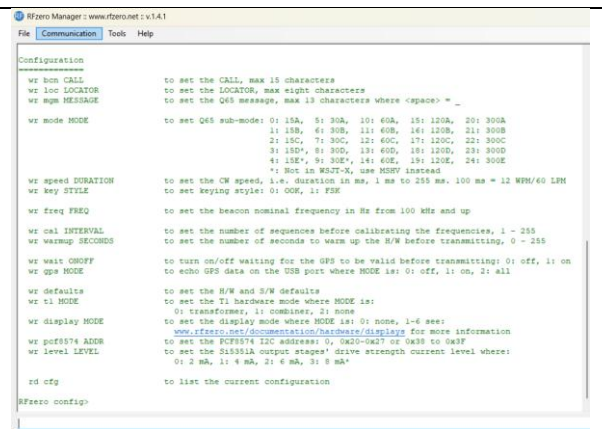 RFzero Manager :: www.rfzero.net :: v.1.4.1
File Communication Tools Help
Configuration
=============
wr bcn CALL to set the CALL, max 15 characters
wr loc LOCATOR to set the LOCATOR, max eight characters
wr mgm MESSAGE to set the Q65 message, max 13 characters where <space> = _
wr mode MODE to set Q65 sub-mode: 0: 15A, 5: 30A, 10: 60A, 15: 120A, 20: 300A
1: 15B, 6: 30B, 11: 60B, 16: 120B, 21: 300B
2: 15C, 7: 30C, 12: 60C, 17: 120C, 22: 300C
3: 15D*, 8: 30D, 13: 60D, 18: 120D, 23: 300D
4: 15E*, 9: 30E*, 14: 60E, 19: 120E, 24: 300E
*: Not in WSJT-X, use MSHV instead
wr speed DURATION to set the CW speed, i.e. duration in ms, 1 ms to 255 ms. 100 ms = 12 WPM/60 LPM
wr key STYLE to set keying style: 0: OOK, 1: FSK
wr freq FREQ to set the beacon nominal frequency in Hz from 100 kHz and up
wr cal INTERVAL to set the number of sequences before calibrating the frequencies, 1 - 255
wr warmup SECONDS to set the number of seconds to warm up the H/W before transmitting, 0 - 255
wr wait ONOFF to turn on/off waiting for the GPS to be valid before transmitting: 0: off, 1: on
wr gps MODE to echo GPS data on the USB port where MODE is: 0: off, 1: on, 2: all
wr defaults to set the H/W and S/W defaults
wr t1 MODE to set the T1 hardware mode where MODE is:
0: transformer, 1: combiner, 2: none
wr display MODE to set the display mode where MODE is: 0: none, 1-6 see:
www.rfzero.net/documentation/hardware/displays for more information
wr pcf8574 ADDR to set the PCF8574 I2C address: 0, 0x20-0x27 or 0x38 to 0x3F
wr level LEVEL to set the Si5351A output stages' drive strength current level where:
0: 2 mA, 1: 4 mA, 2: 6 mA, 3: 8 mA*
rd cfg to list the current configuration
RFzero config>